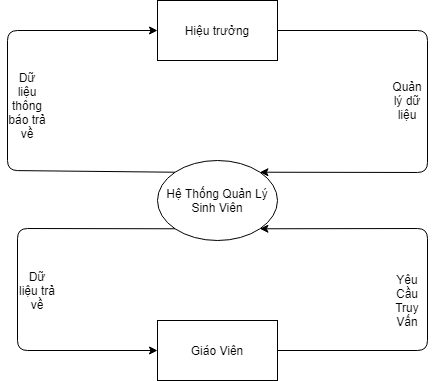 Hiệu trưởng
Dữ
liệu
thông
báo trả
về
Quản
lý dữ
liệu
Hệ Thống Quản Lý
Sinh Viên
Dữ
liệu trả
về
Yêu
Cầu
Truy
Vấn
Giáo Viên